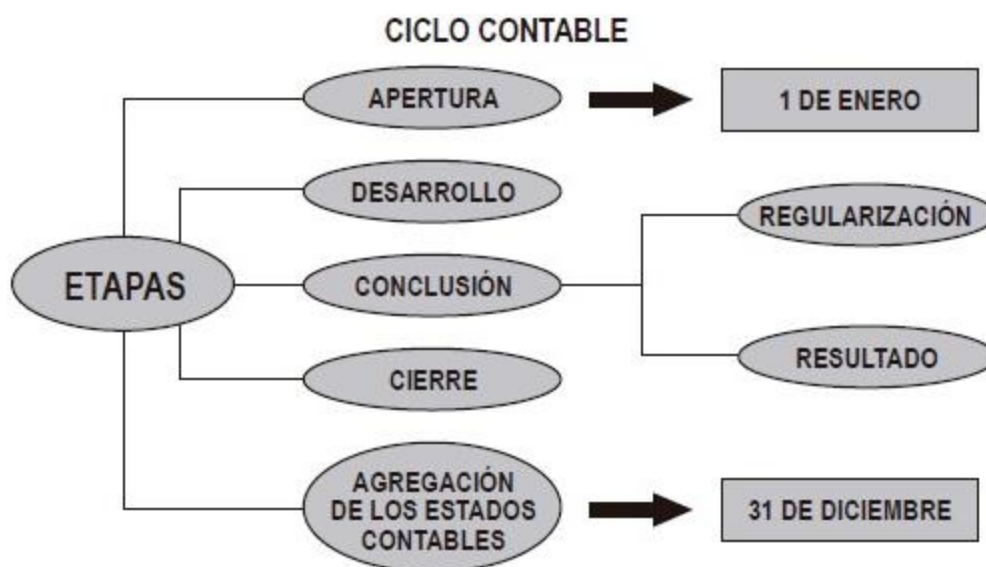 CICLO CONTABLE
APERTURA
1 DE ENERO
DESARROLLO
REGULARIZACIÓN
ETAPAS
CONCLUSIÓN
RESULTADO
CIERRE
AGREGACIÓN
DE LOS ESTADOS
CONTABLES
31 DE DICIEMBRE